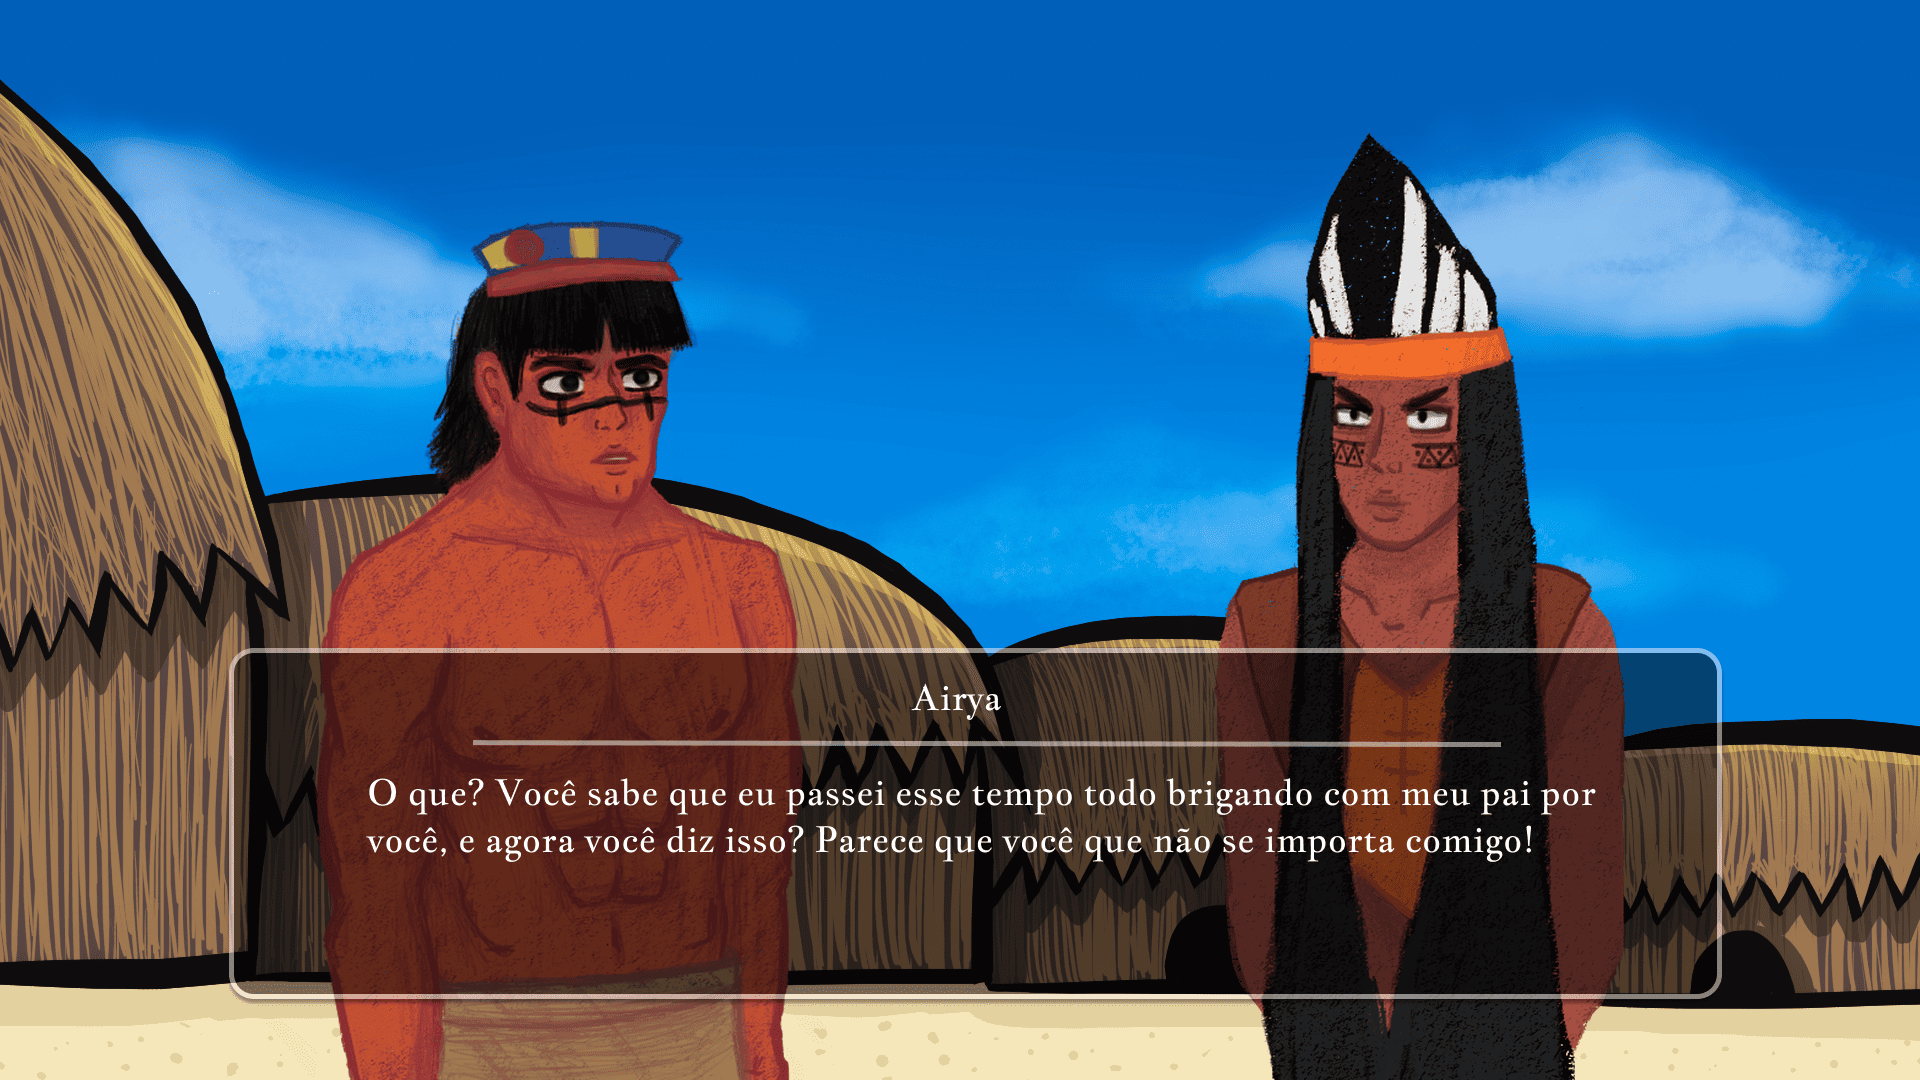 Airya
O que? Você sabe que eu passei esse tempo todo brigando com meu pai por
você, e agora você diz isso? Parece que você que não se importa comigo!